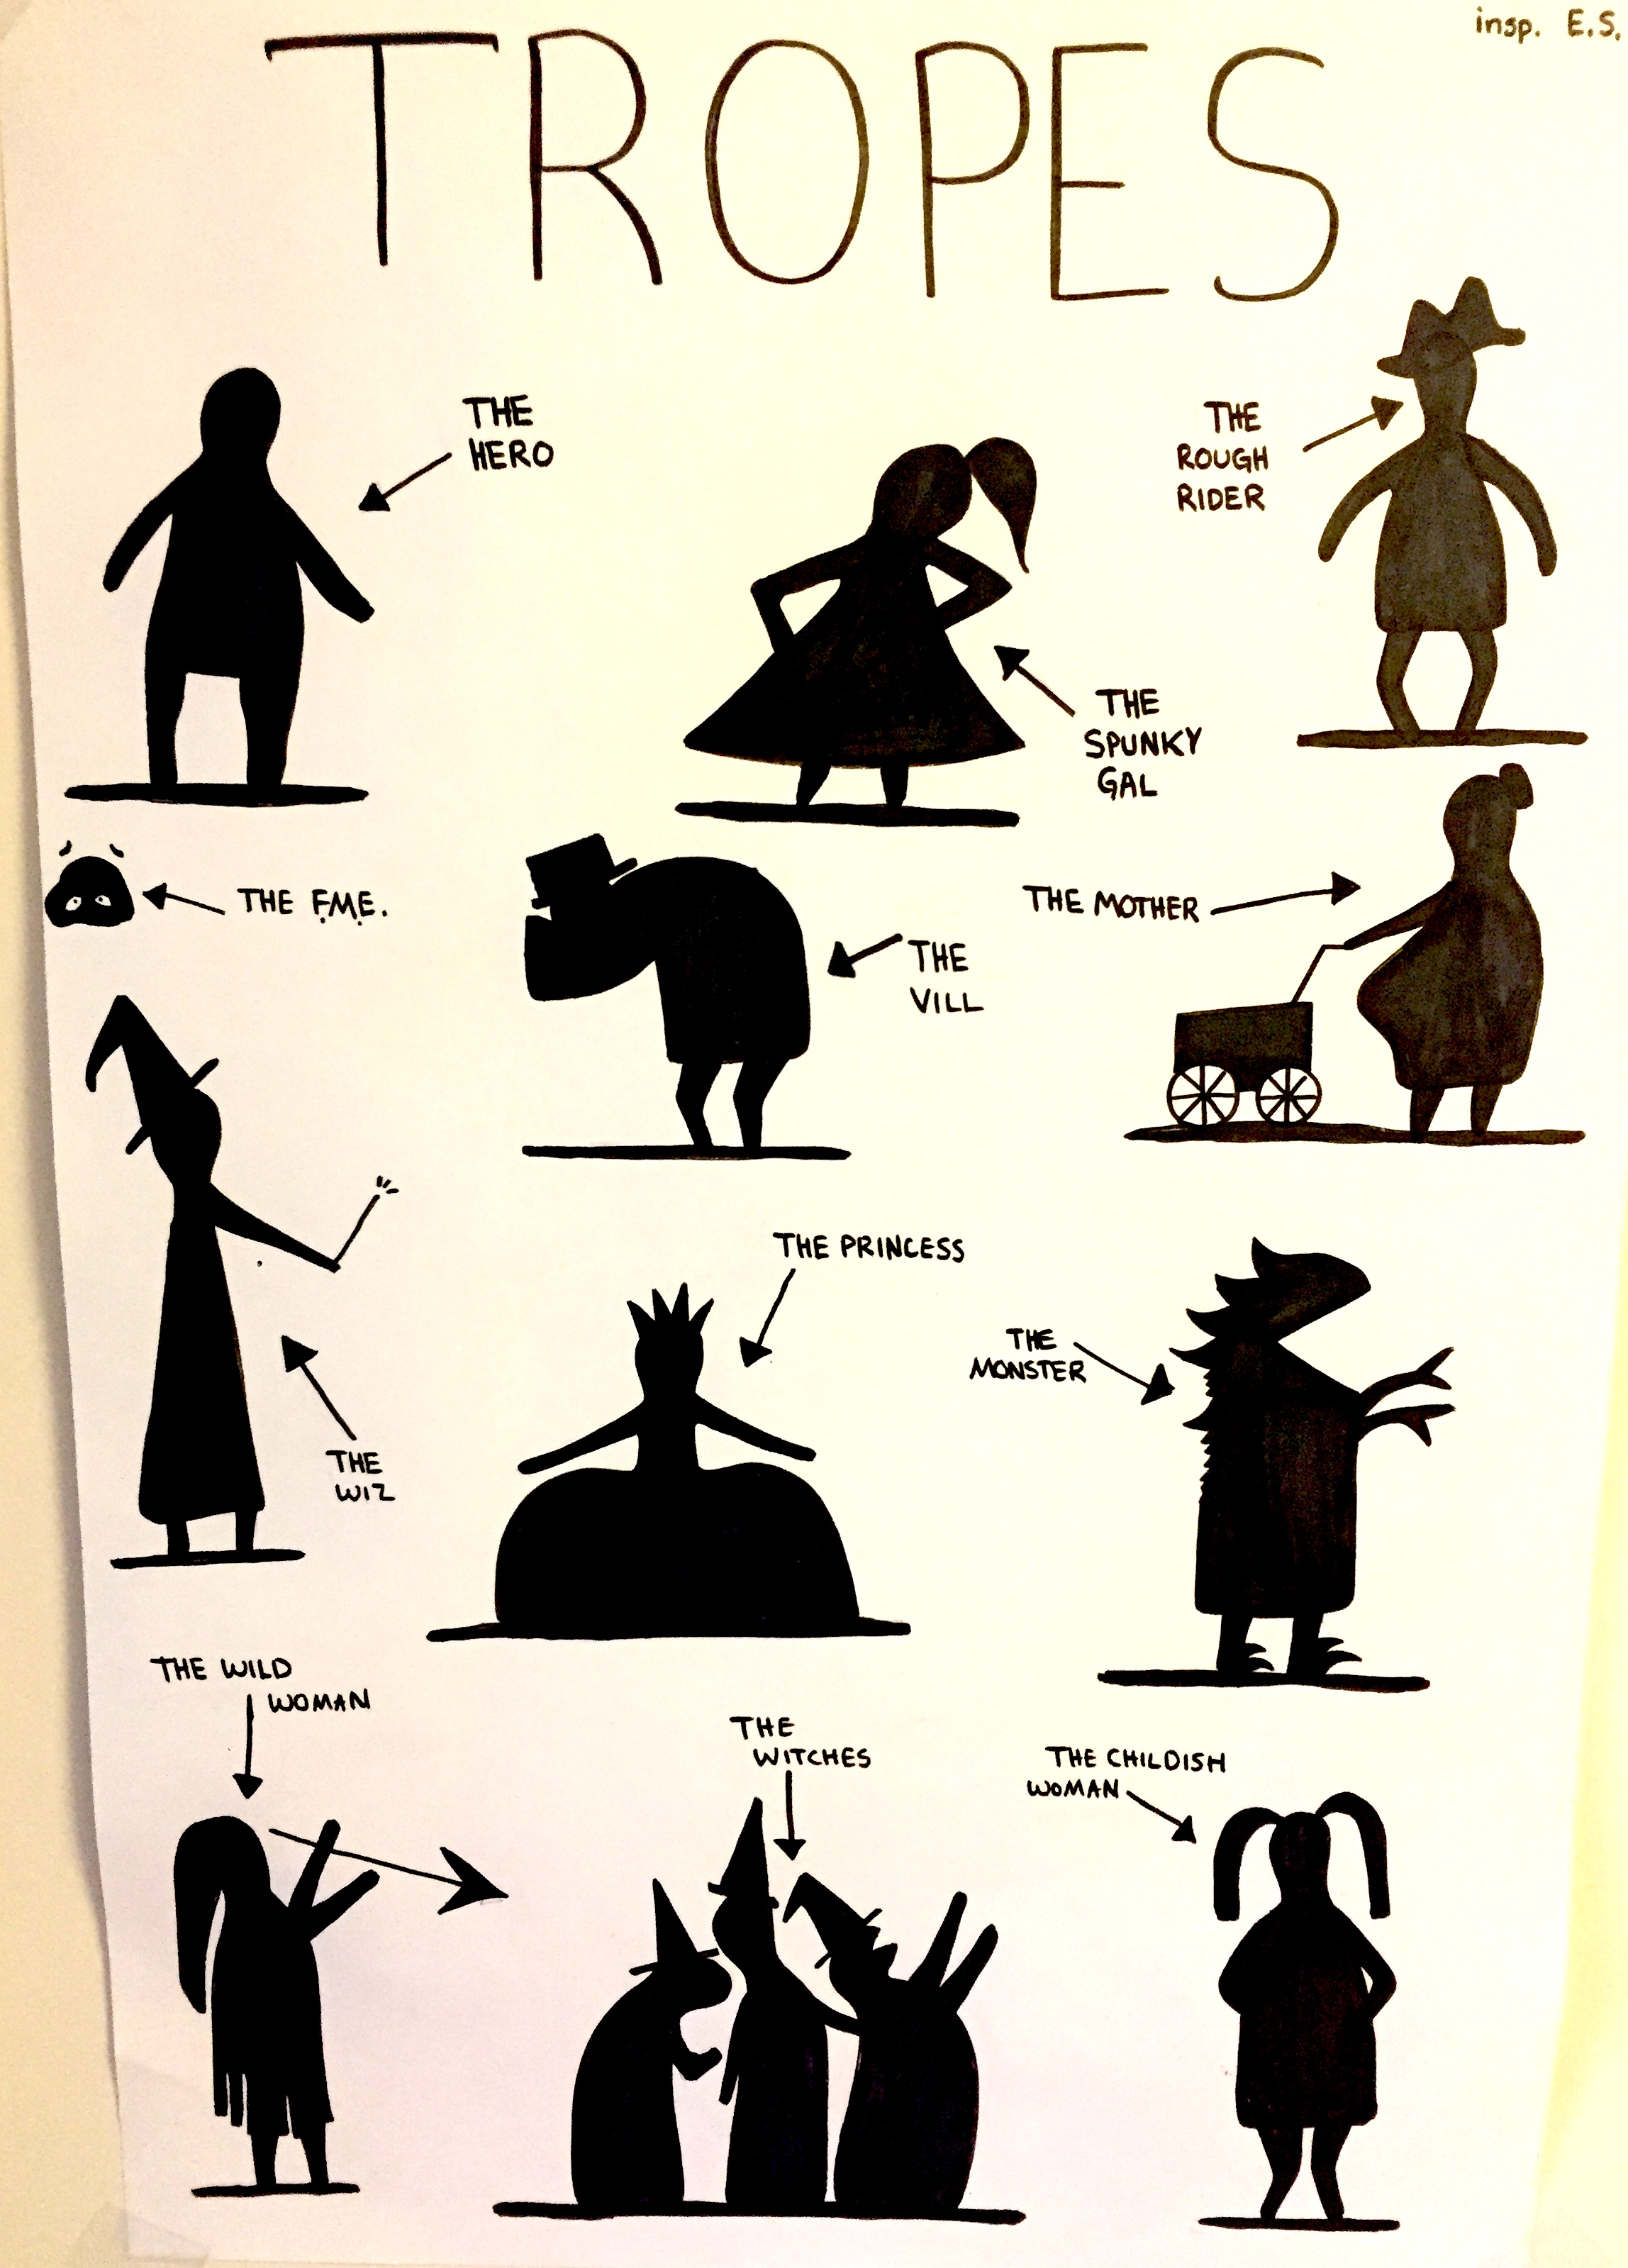 insp. E.S.
TROPES
THE
HERO
THE
SPUNKY
GAL
THE
ROUGH
RIDER
THE F.M.E.
THE
VILL
THE MOTHER
THE
WIZ
THE PRINCESS
THE
MONSTER
THE WILD
WOMAN
THE
WITCHES
THE CHILDISH
WOMAN